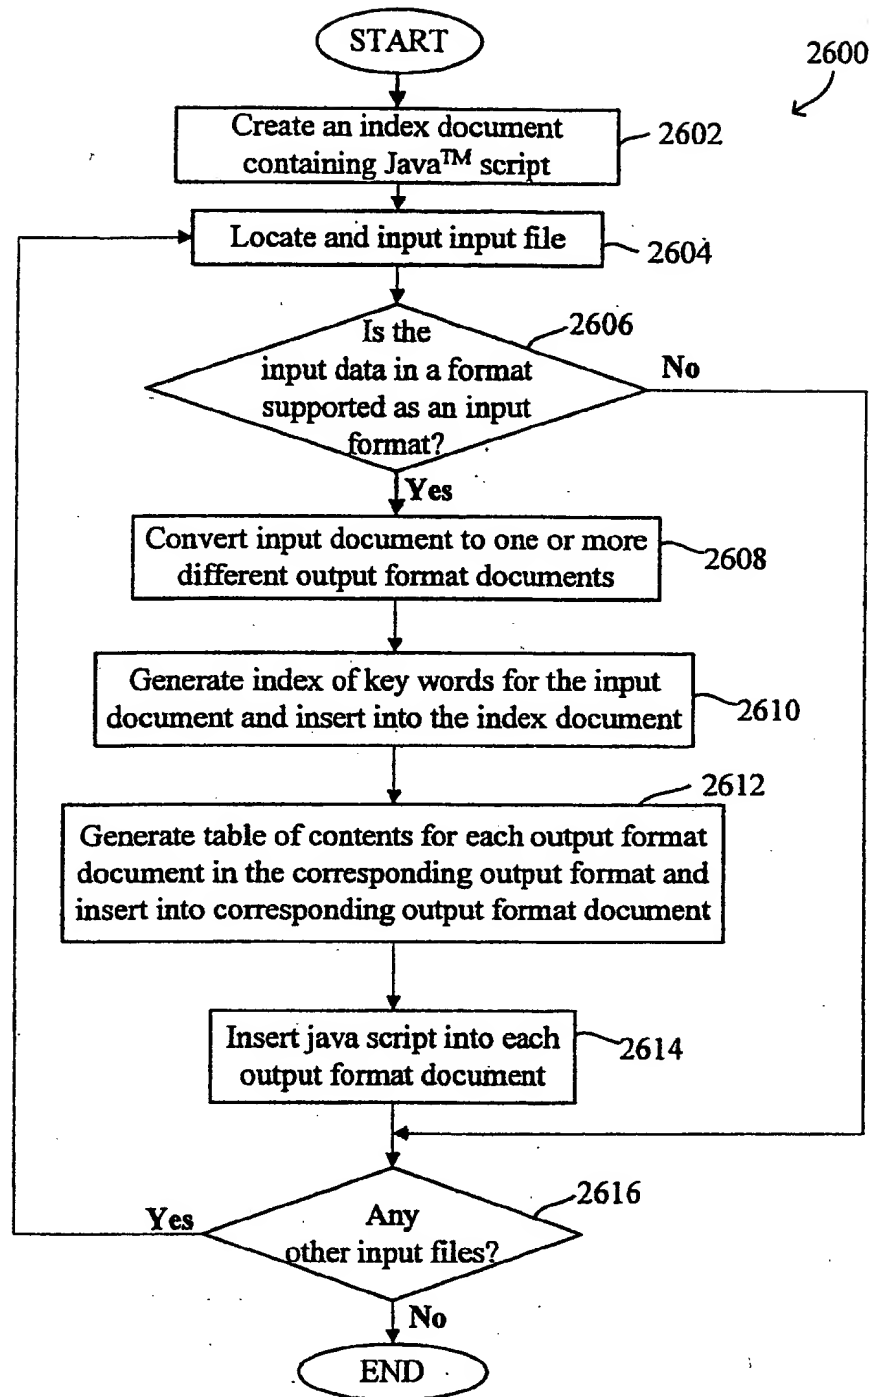 START
2600
Create an index document
containing Java™ script
2602
Locate and input input file
2604
Is the
input data in a format
supported as an input
format?
2606
No
Yes
Convert input document to one or more
different output format documents
2608
Generate index of key words for the input
document and insert into the index document
2610
2612
Generate table of contents for each output format
document in the corresponding output format and
insert into corresponding output format document
Insert java script into each
output format document
2614
2616
Yes
Any
other input files?
No
END